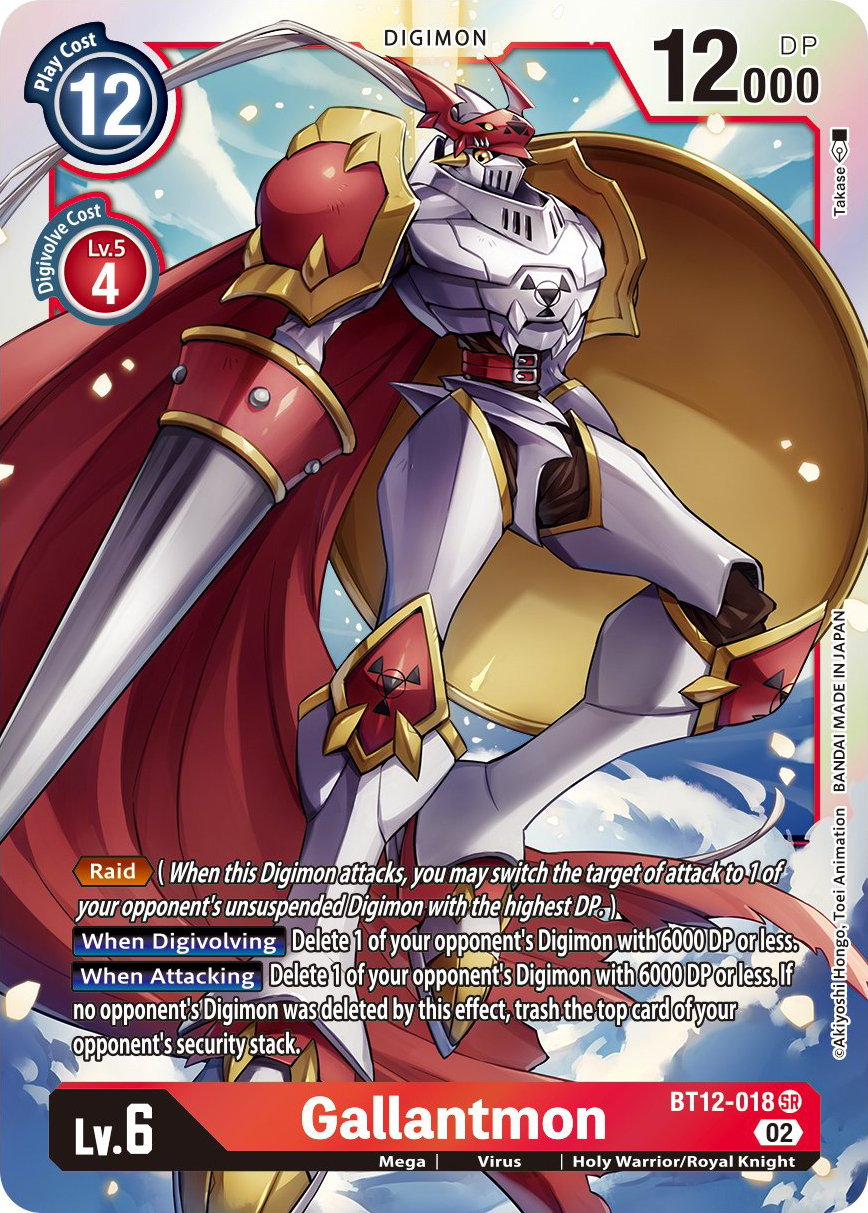 Play Cost
12
DIGIMON
DP
12000
Digivolve Cost
Lv.5
4
Takase
BANDAI MADE IN JAPAN
©Akiyoshi Hongo, Toei Animation
Raid ( When this Digimon attacks, you may switch the target of attack to 1 of
your opponent's unsuspended Digimon with the highest DP. )
When Digivolving Delete 1 of your opponent's Digimon with 6000 DP or less.
When Attacking Delete 1 of your opponent's Digimon with 6000 DP or less. If
no opponent's Digimon was deleted by this effect, trash the top card of your
opponent's security stack.
Lv.6
Gallantmon
BT12-018 SR
02
Mega | Virus | Holy Warrior/Royal Knight